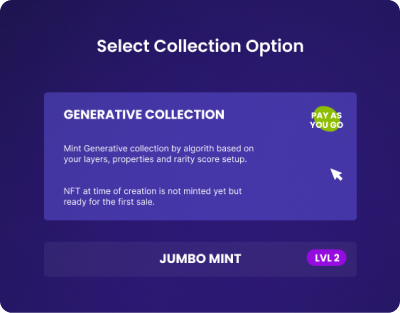 Select Collection Option
GENERATIVE COLLECTION
PAY AS
YOU GO
Mint Generative collection by algorith based on
your layers, properties and rarity score setup.
NFT at time of creation is not minted yet but
ready for the first sale.
JUMBO MINT
LVL 2